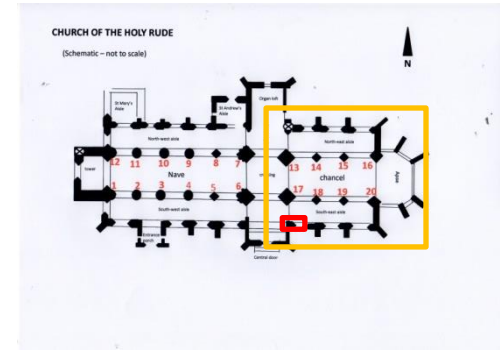 CHURCH OF THE HOLY RUDE
(Schematic – not to scale)
N
Organ loft
St Mary's
Aisle
St Andrew's
Aisle
North-west aisle
North-east aisle
12 11 10 9 8 7
13 14 15 16
tower
Nave
crossing
chancel
Apse
1 2 3 4 5 6
17 18 19 20
South-west aisle
South-east aisle
Entrance
porch
Central door